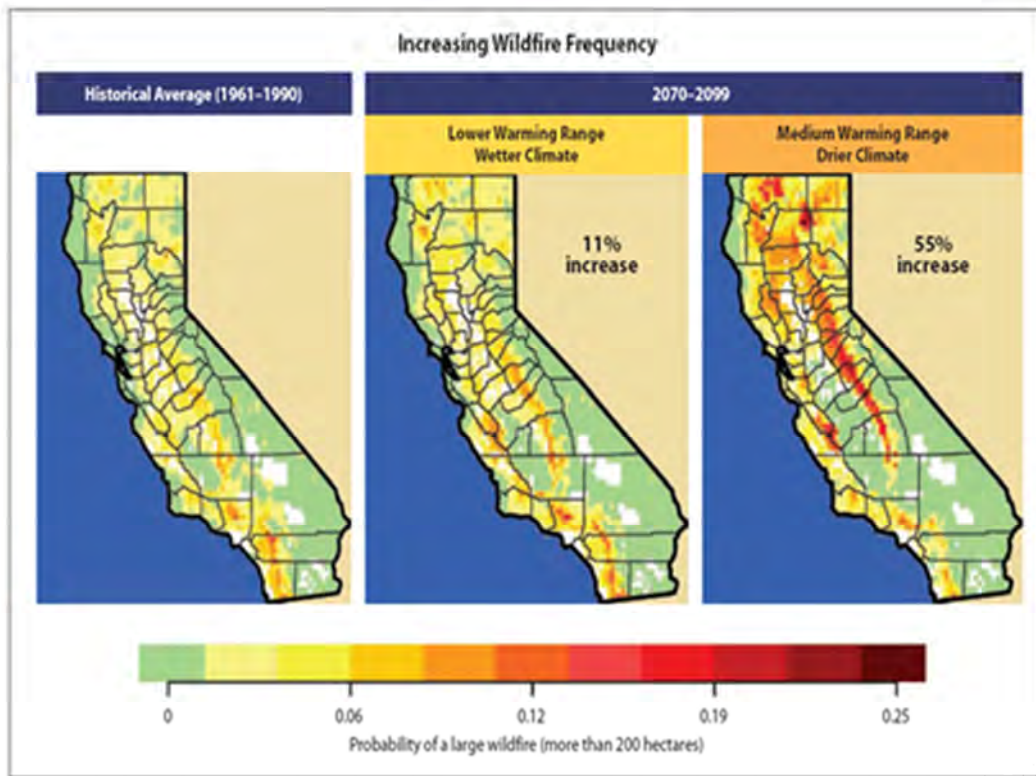 Increasing Wildfire Frequency
Historical Average (1961–1990)
2070–2099
Lower Warming Range
Wetter Climate
Medium Warming Range
Drier Climate
11%
increase
55%
increase
0
0.06
0.12
0.19
0.25
Probability of a large wildfire (more than 200 hectares)